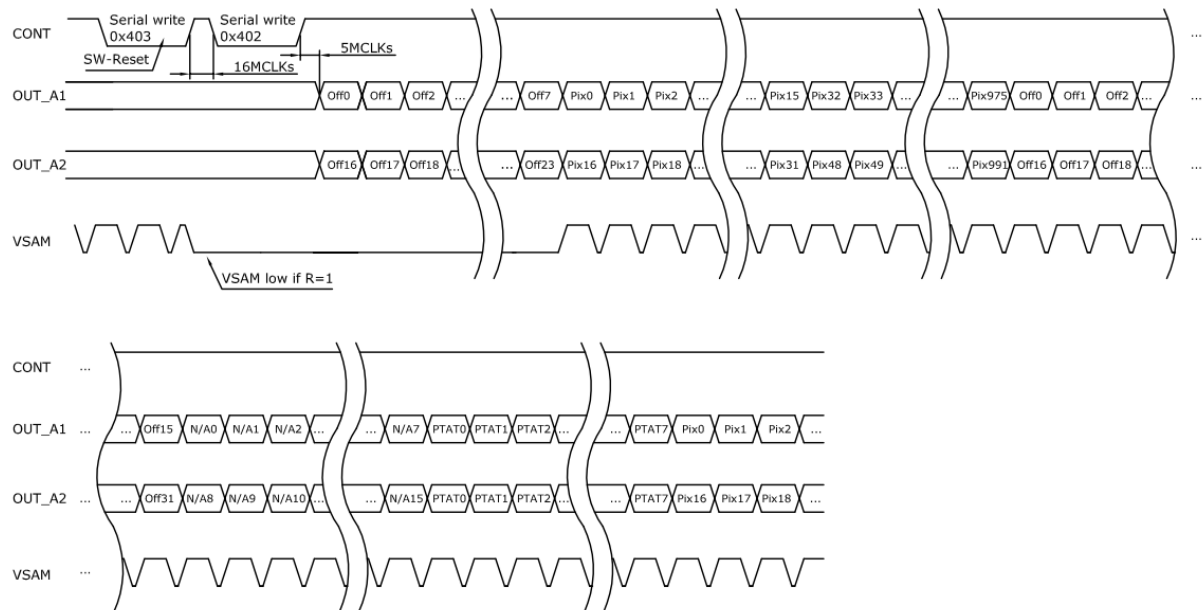 CONT Serial write 0x403 Serial write 0x402 ...
SW-Reset 16MCLKs 5MCLKs
OUT_A1 Off0 Off1 Off2 ... ... Off7 Pix0 Pix1 Pix2 ... ... Pix15 Pix32 Pix33 ... ... Pix975 Off0 Off1 Off2 ... ...
OUT_A2 Off16 Off17 Off18 ... ... Off23 Pix16 Pix17 Pix18 ... ... Pix31 Pix48 Pix49 ... ... Pix991 Off16 Off17 Off18 ... ...
VSAM ...
VSAM low if R=1
CONT ...
OUT_A1 ... ... Off15 N/A0 N/A1 N/A2 ... ... N/A7 PTAT0 PTAT1 PTAT2 ... ... PTAT7 Pix0 Pix1 Pix2 ...
OUT_A2 ... ... Off31 N/A8 N/A9 N/A10 ... ... N/A15 PTAT0 PTAT1 PTAT2 ... ... PTAT7 Pix16 Pix17 Pix18 ...
VSAM ...